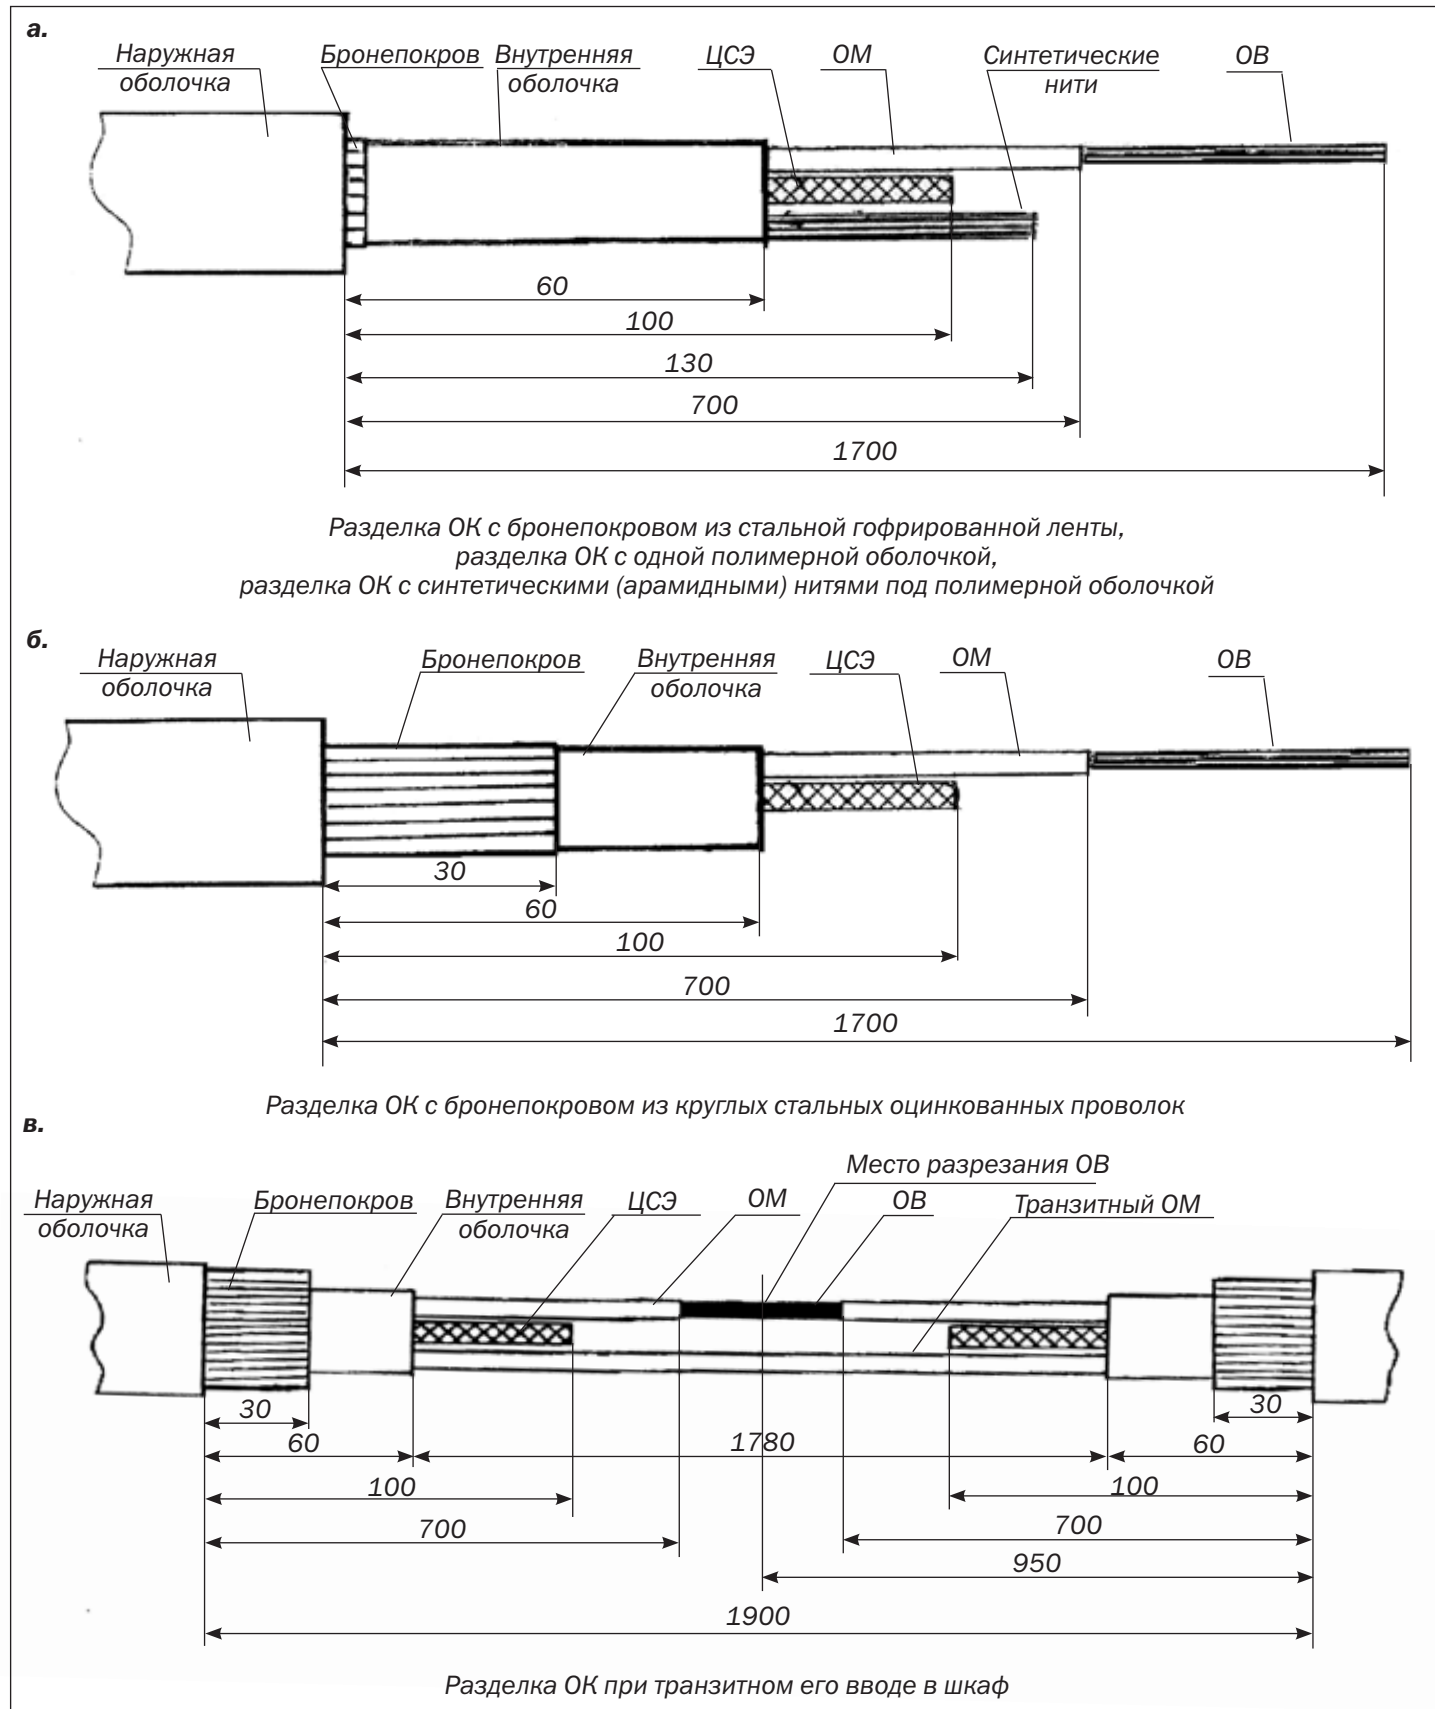 а.
Наружная
оболочка
Бронепокров
Внутренняя
оболочка
ЦСЭ
ОМ
Синтетические
нити
ОВ
60
100
130
700
1700
Разделка ОК с бронепокровом из стальной гофрированной ленты,
разделка ОК с одной полимерной оболочкой,
разделка ОК с синтетическими (арамидными) нитями под полимерной оболочкой
б.
Наружная
оболочка
Бронепокров
Внутренняя
оболочка
ЦСЭ
ОМ
ОВ
30
60
100
700
1700
Разделка ОК с бронепокровом из круглых стальных оцинкованных проволок
в.
Место разрезания ОВ
Наружная
оболочка
Бронепокров
Внутренняя
оболочка
ЦСЭ
ОМ
ОВ
Транзитный ОМ
30
30
60
1780
60
100
100
700
700
950
1900
Разделка ОК при транзитном его вводе в шкаф